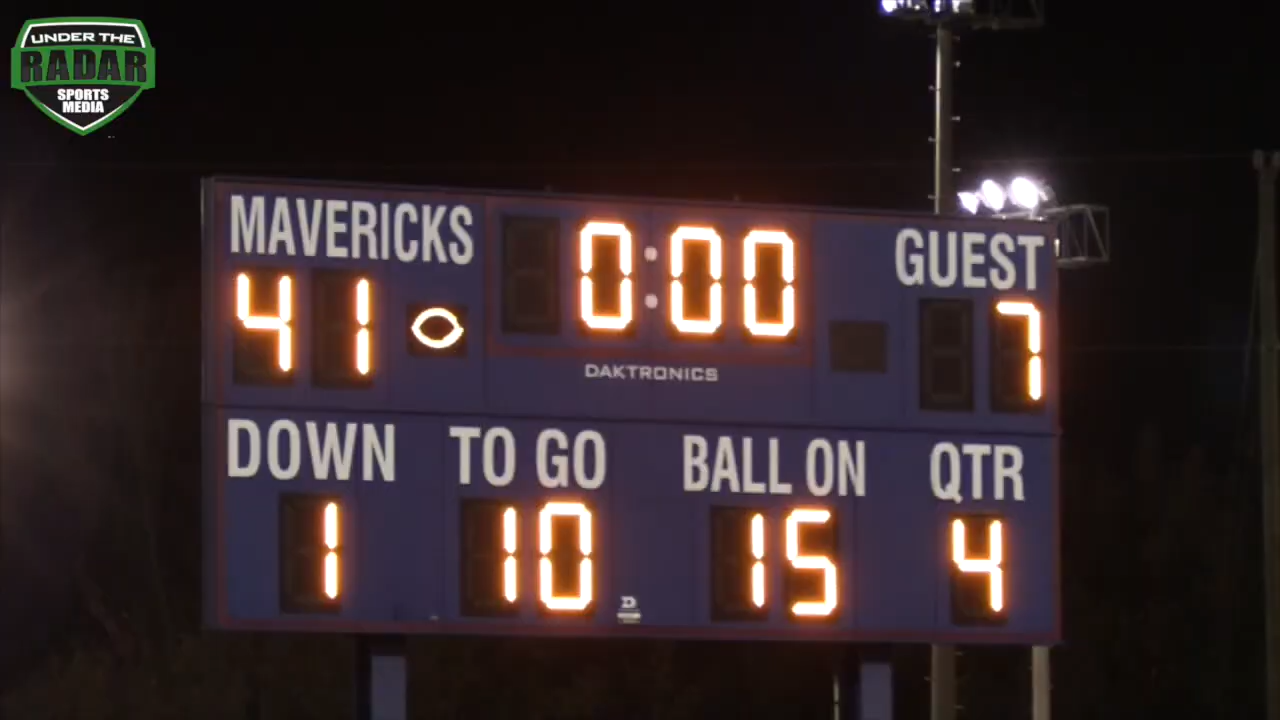 UNDER THE
RADAR
SPORTS
MEDIA
MAVERICKS
0:00
GUEST
41
7
DAKTRONICS
DOWN
TO GO
BALL ON
QTR
1
10
15
4